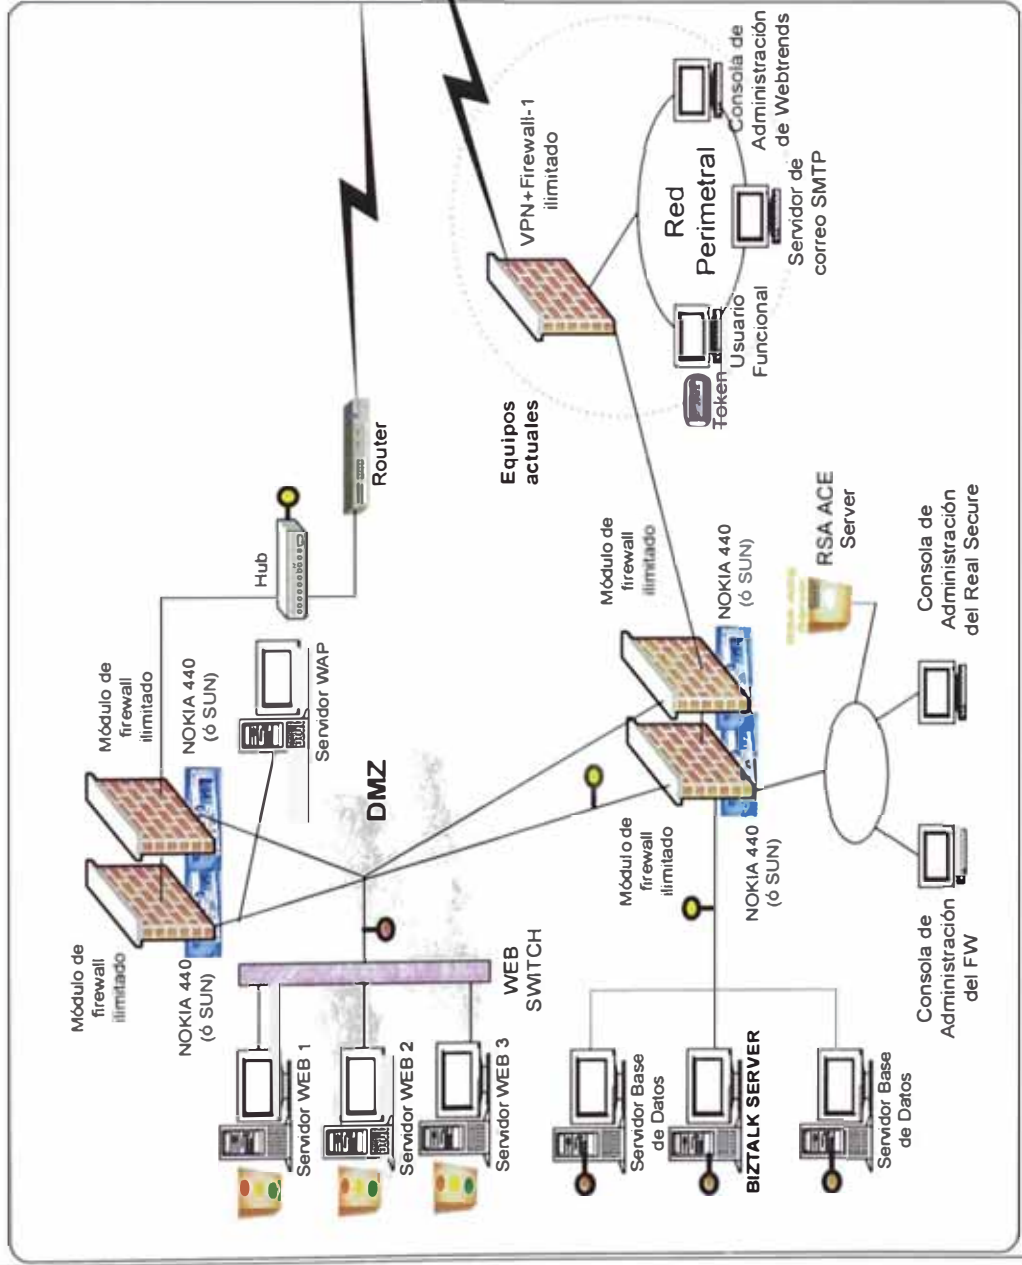 Módulo de
firewall
ilimitado
NOKIA 440
(ó SUN)
Módulo de
firewall
ilimitado
NOKIA 440
(ó SUN)
Servidor WAP
Hub
Router
DMZ
WEB
SWITCH
Servidor WEB 1
Servidor WEB 2
Servidor WEB 3
Equipos
actuales
VPN+Firewall-1
ilimitado
Red
Perimetral
Token
Usuario
Funcional
Servidor de
correo SMTP
Consola de
Administración
de Webtrends
Módulo de
firewall
ilimitado
NOKIA 440
(ó SUN)
Módulo de
firewall
ilimitado
NOKIA 440
(ó SUN)
Servidor Base
de Datos
BIZTALK SERVER
Servidor Base
de Datos
RSA ACE
Server
Consola de
Administración
del FW
Consola de
Administración
del Real Secure